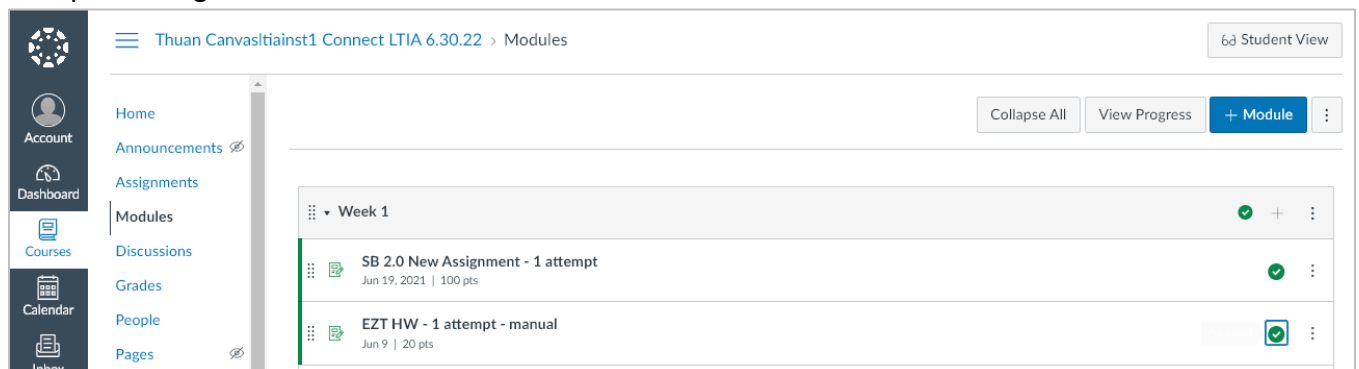 Thuan Canvasltiainst1 Connect LTIA 6.30.22 > Modules
Student View
Account
Dashboard
Courses
Calendar
Home
Announcements
Assignments
Modules
Discussions
Grades
People
Pages
Collapse All
View Progress
+ Module
Week 1
SB 2.0 New Assignment - 1 attempt
Jun 19, 2021 | 100 pts
EZT HW - 1 attempt - manual
Jun 9 | 20 pts